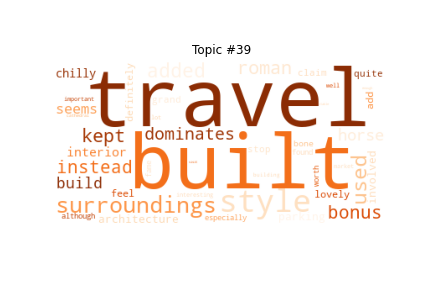 Topic #39
travel
built
style
surroundings
instead
build
kept
dominates
bonus
used
seems
chilly
added
roman
claim
quite
horse
add
definitely
important
grand
well
interior
stop
bone
found
feel
worth
lovely
involved
although
architecture
especially